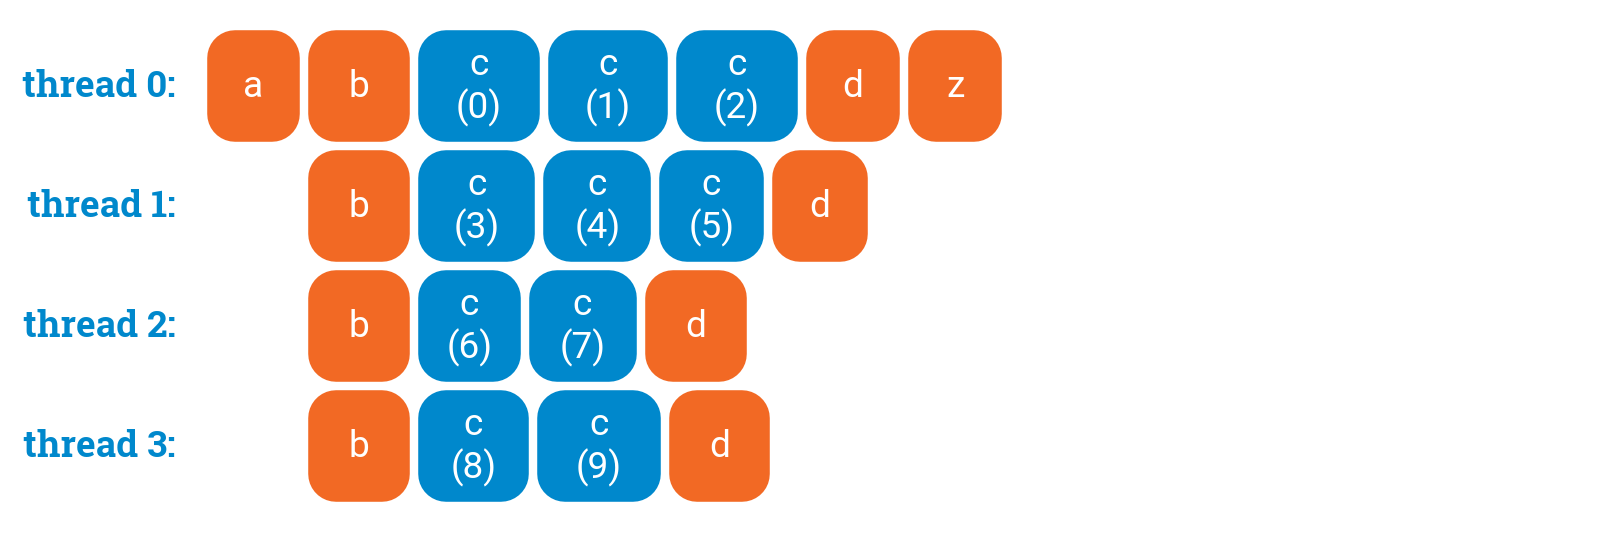 thread 0: a b c (0) c (1) c (2) d z
thread 1: b c (3) c (4) c (5) d
thread 2: b c (6) c (7) d
thread 3: b c (8) c (9) d